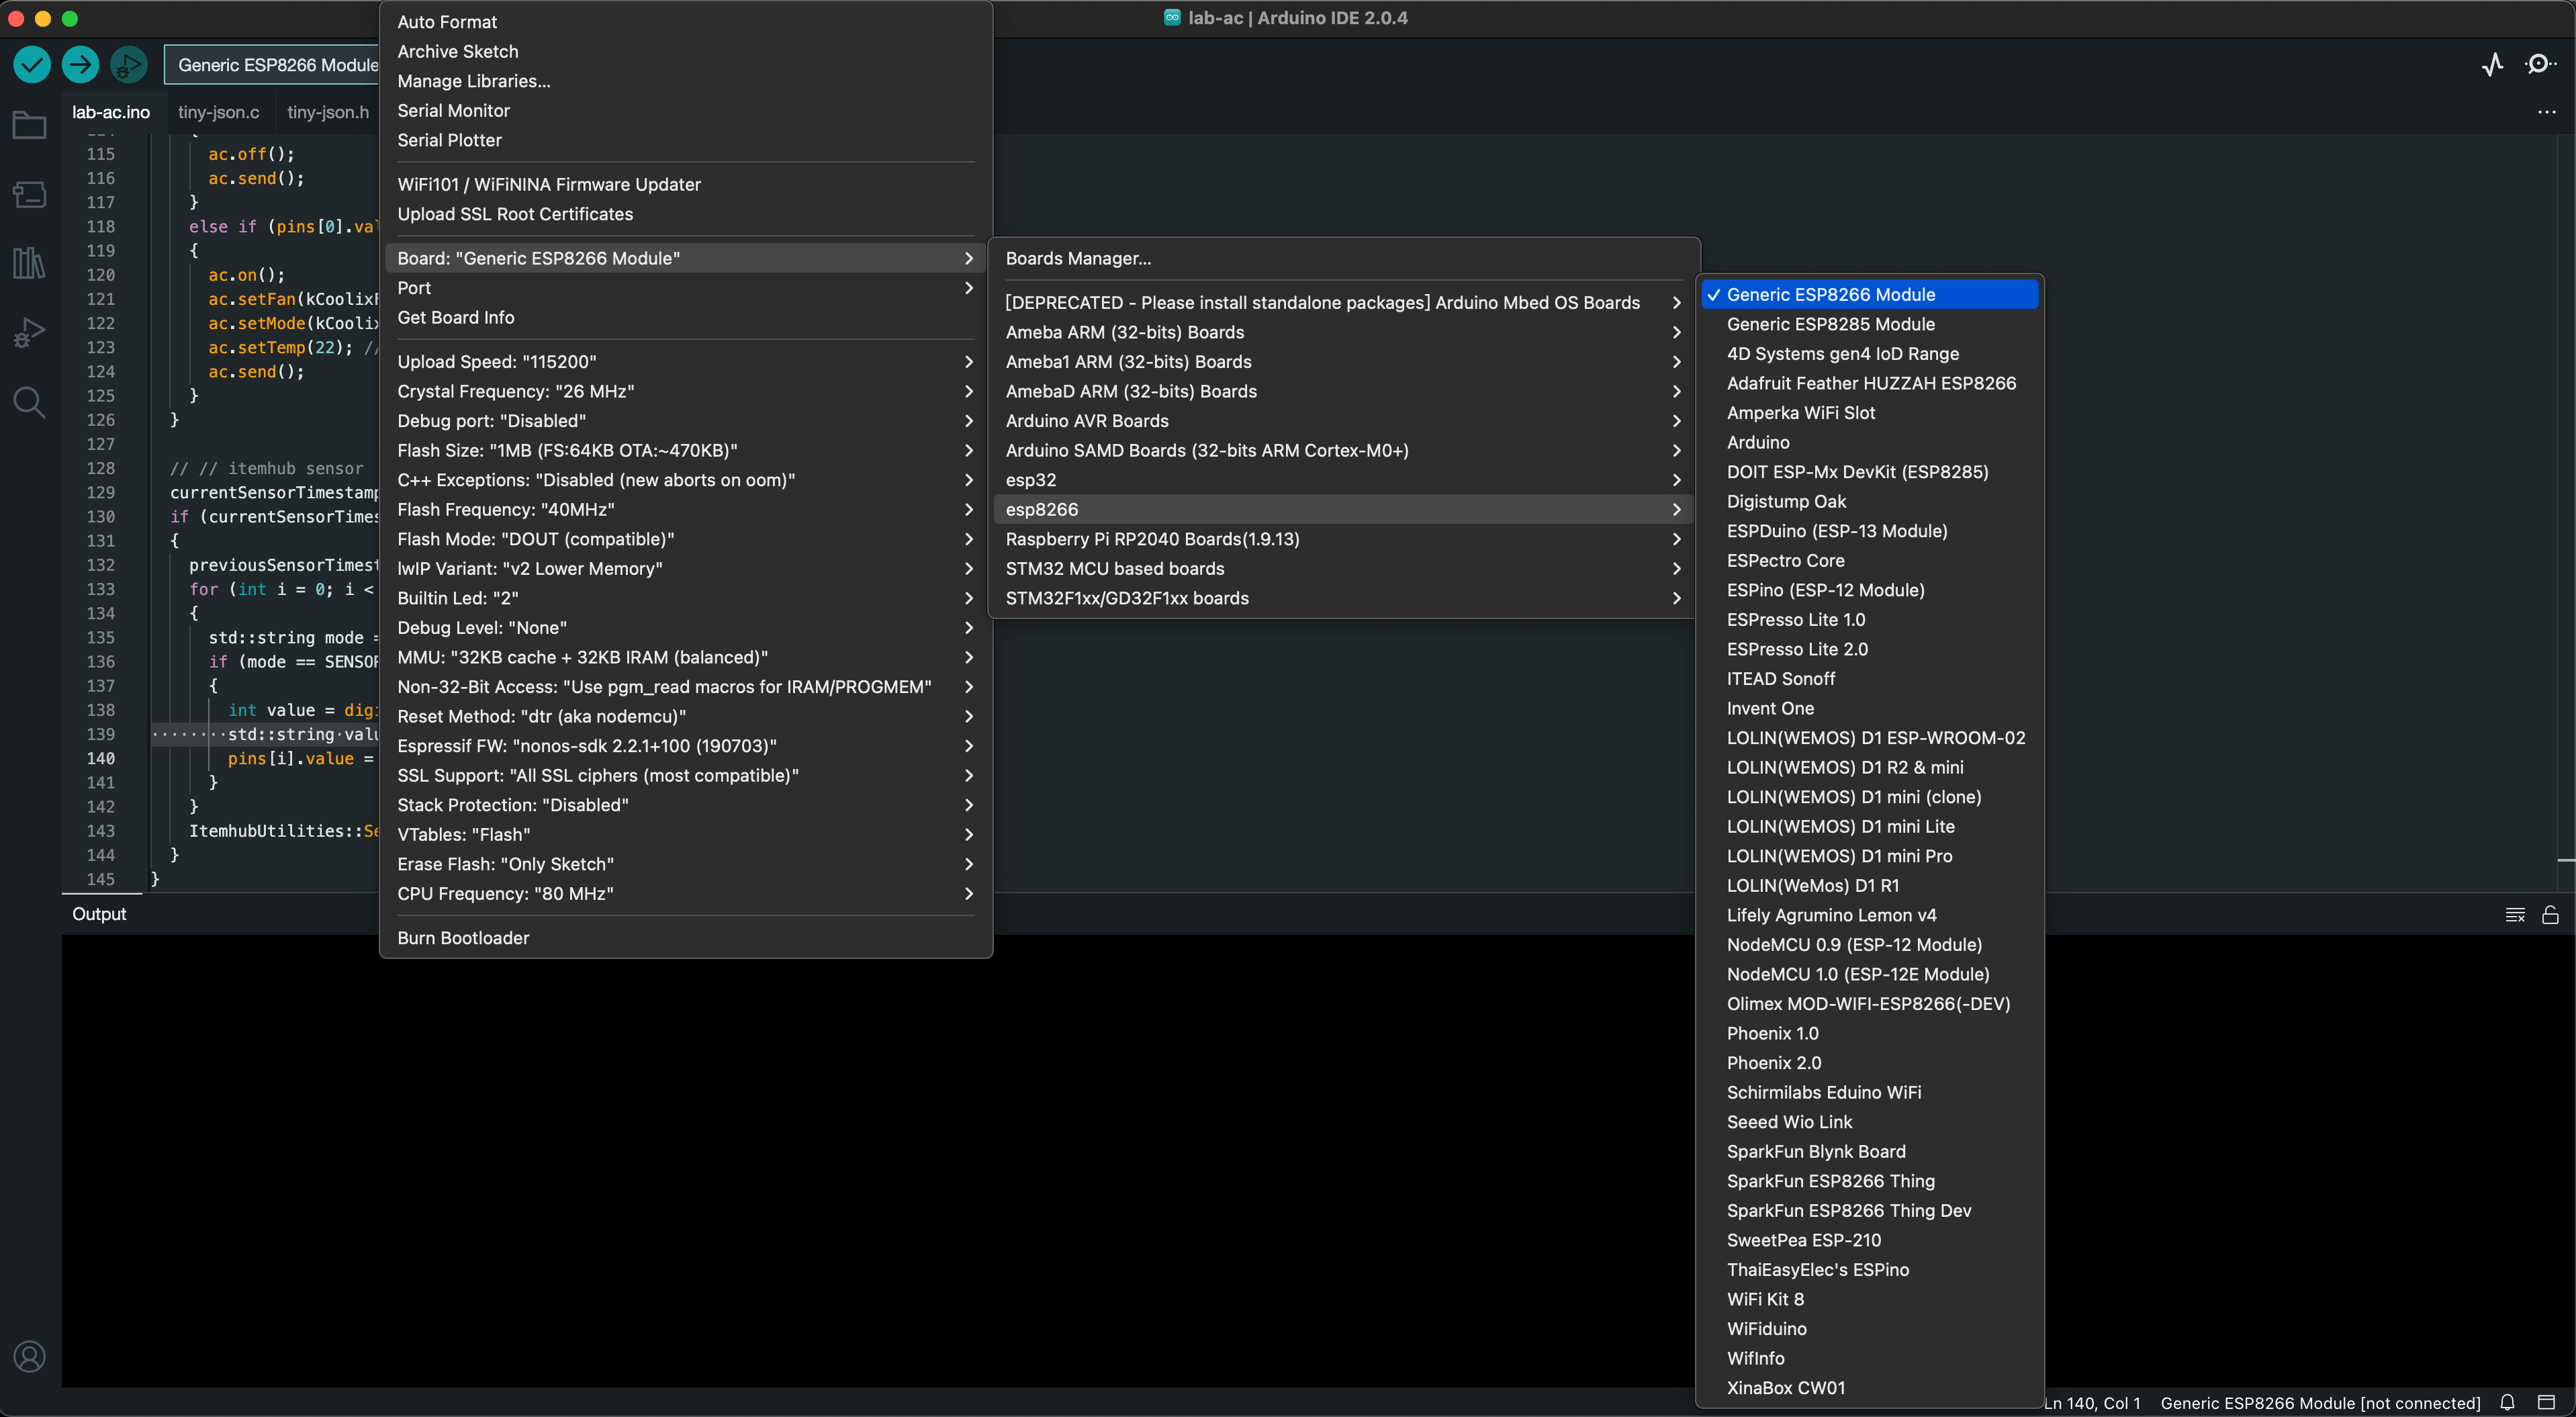 lab-ac | Arduino IDE 2.0.4
Generic ESP8266 Module
lab-ac.ino
tiny-json.c
tiny-json.h
115 ac.off();
116 ac.send();
117 }
118 else if (pins[0].val
119 {
120 ac.on();
121 ac.setFan(kCoolix
122 ac.setMode(kCoolix
123 ac.setTemp(22); //
124 ac.send();
125 }
126 }
127
128 // // itemhub sensor
129 currentSensorTimestamp
130 if (currentSensorTimes
131 {
132 previousSensorTimest
133 for (int i = 0; i <
134 {
135 std::string mode =
136 if (mode == SENSOR
137 {
138 int value = digi
139 std::string valu
140 pins[i].value =
141 }
142 }
143 ItemhubUtilities::Se
144 }
145 }
Output
Auto Format
Archive Sketch
Manage Libraries...
Serial Monitor
Serial Plotter
WiFi101 / WiFiNINA Firmware Updater
Upload SSL Root Certificates
Board: "Generic ESP8266 Module"
Port
Get Board Info
Upload Speed: "115200"
Crystal Frequency: "26 MHz"
Debug port: "Disabled"
Flash Size: "1MB (FS:64KB OTA:~470KB)"
C++ Exceptions: "Disabled (new aborts on oom)"
Flash Frequency: "40MHz"
Flash Mode: "DOUT (compatible)"
lwIP Variant: "v2 Lower Memory"
Builtin Led: "2"
Debug Level: "None"
MMU: "32KB cache + 32KB IRAM (balanced)"
Non-32-Bit Access: "Use pgm_read macros for IRAM/PROGMEM"
Reset Method: "dtr (aka nodemcu)"
Espressif FW: "nonos-sdk 2.2.1+100 (190703)"
SSL Support: "All SSL ciphers (most compatible)"
Stack Protection: "Disabled"
VTables: "Flash"
Erase Flash: "Only Sketch"
CPU Frequency: "80 MHz"
Burn Bootloader
Boards Manager...
[DEPRECATED - Please install standalone packages] Arduino Mbed OS Boards
Ameba ARM (32-bits) Boards
Ameba1 ARM (32-bits) Boards
AmebaD ARM (32-bits) Boards
Arduino AVR Boards
Arduino SAMD Boards (32-bits ARM Cortex-M0+)
esp32
esp8266
Raspberry Pi RP2040 Boards(1.9.13)
STM32 MCU based boards
STM32F1xx/GD32F1xx boards
✓ Generic ESP8266 Module
Generic ESP8285 Module
4D Systems gen4 IoD Range
Adafruit Feather HUZZAH ESP8266
Amperka WiFi Slot
Arduino
DOIT ESP-Mx DevKit (ESP8285)
Digistump Oak
ESPDuino (ESP-13 Module)
ESPectro Core
ESPino (ESP-12 Module)
ESPresso Lite 1.0
ESPresso Lite 2.0
ITEAD Sonoff
Invent One
LOLIN(WEMOS) D1 ESP-WROOM-02
LOLIN(WEMOS) D1 R2 & mini
LOLIN(WEMOS) D1 mini (clone)
LOLIN(WEMOS) D1 mini Lite
LOLIN(WEMOS) D1 mini Pro
LOLIN(WeMos) D1 R1
Lifely Agrumino Lemon v4
NodeMCU 0.9 (ESP-12 Module)
NodeMCU 1.0 (ESP-12E Module)
Olimex MOD-WIFI-ESP8266(-DEV)
Phoenix 1.0
Phoenix 2.0
Schirmilabs Eduino WiFi
Seeed Wio Link
SparkFun Blynk Board
SparkFun ESP8266 Thing
SparkFun ESP8266 Thing Dev
SweetPea ESP-210
ThaiEasyElec's ESPino
WiFi Kit 8
WiFiduino
WifInfo
XinaBox CW01
Ln 140, Col 1
Generic ESP8266 Module [not connected]